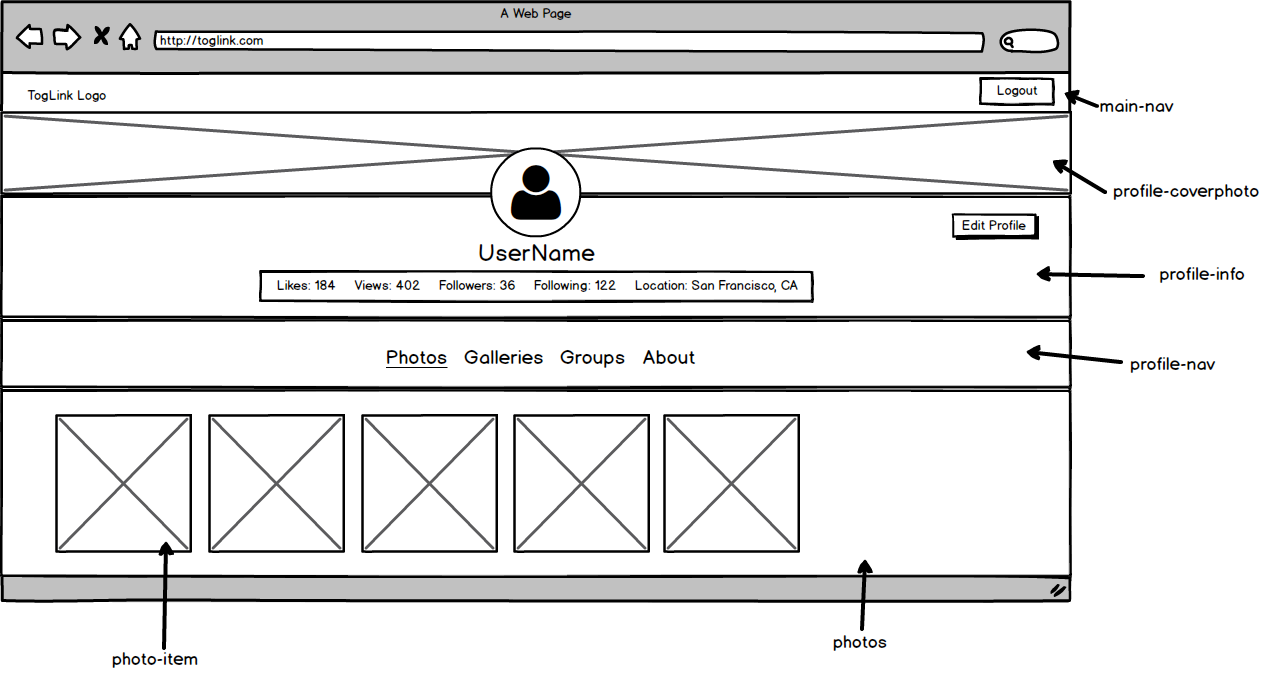 A Web Page
http://toglink.com
TogLink Logo
Logout
main-nav
profile-coverphoto
Edit Profile
UserName
profile-info
Likes: 184 Views: 402 Followers: 36 Following: 122 Location: San Francisco, CA
Photos Galleries Groups About
profile-nav
photos
photo-item